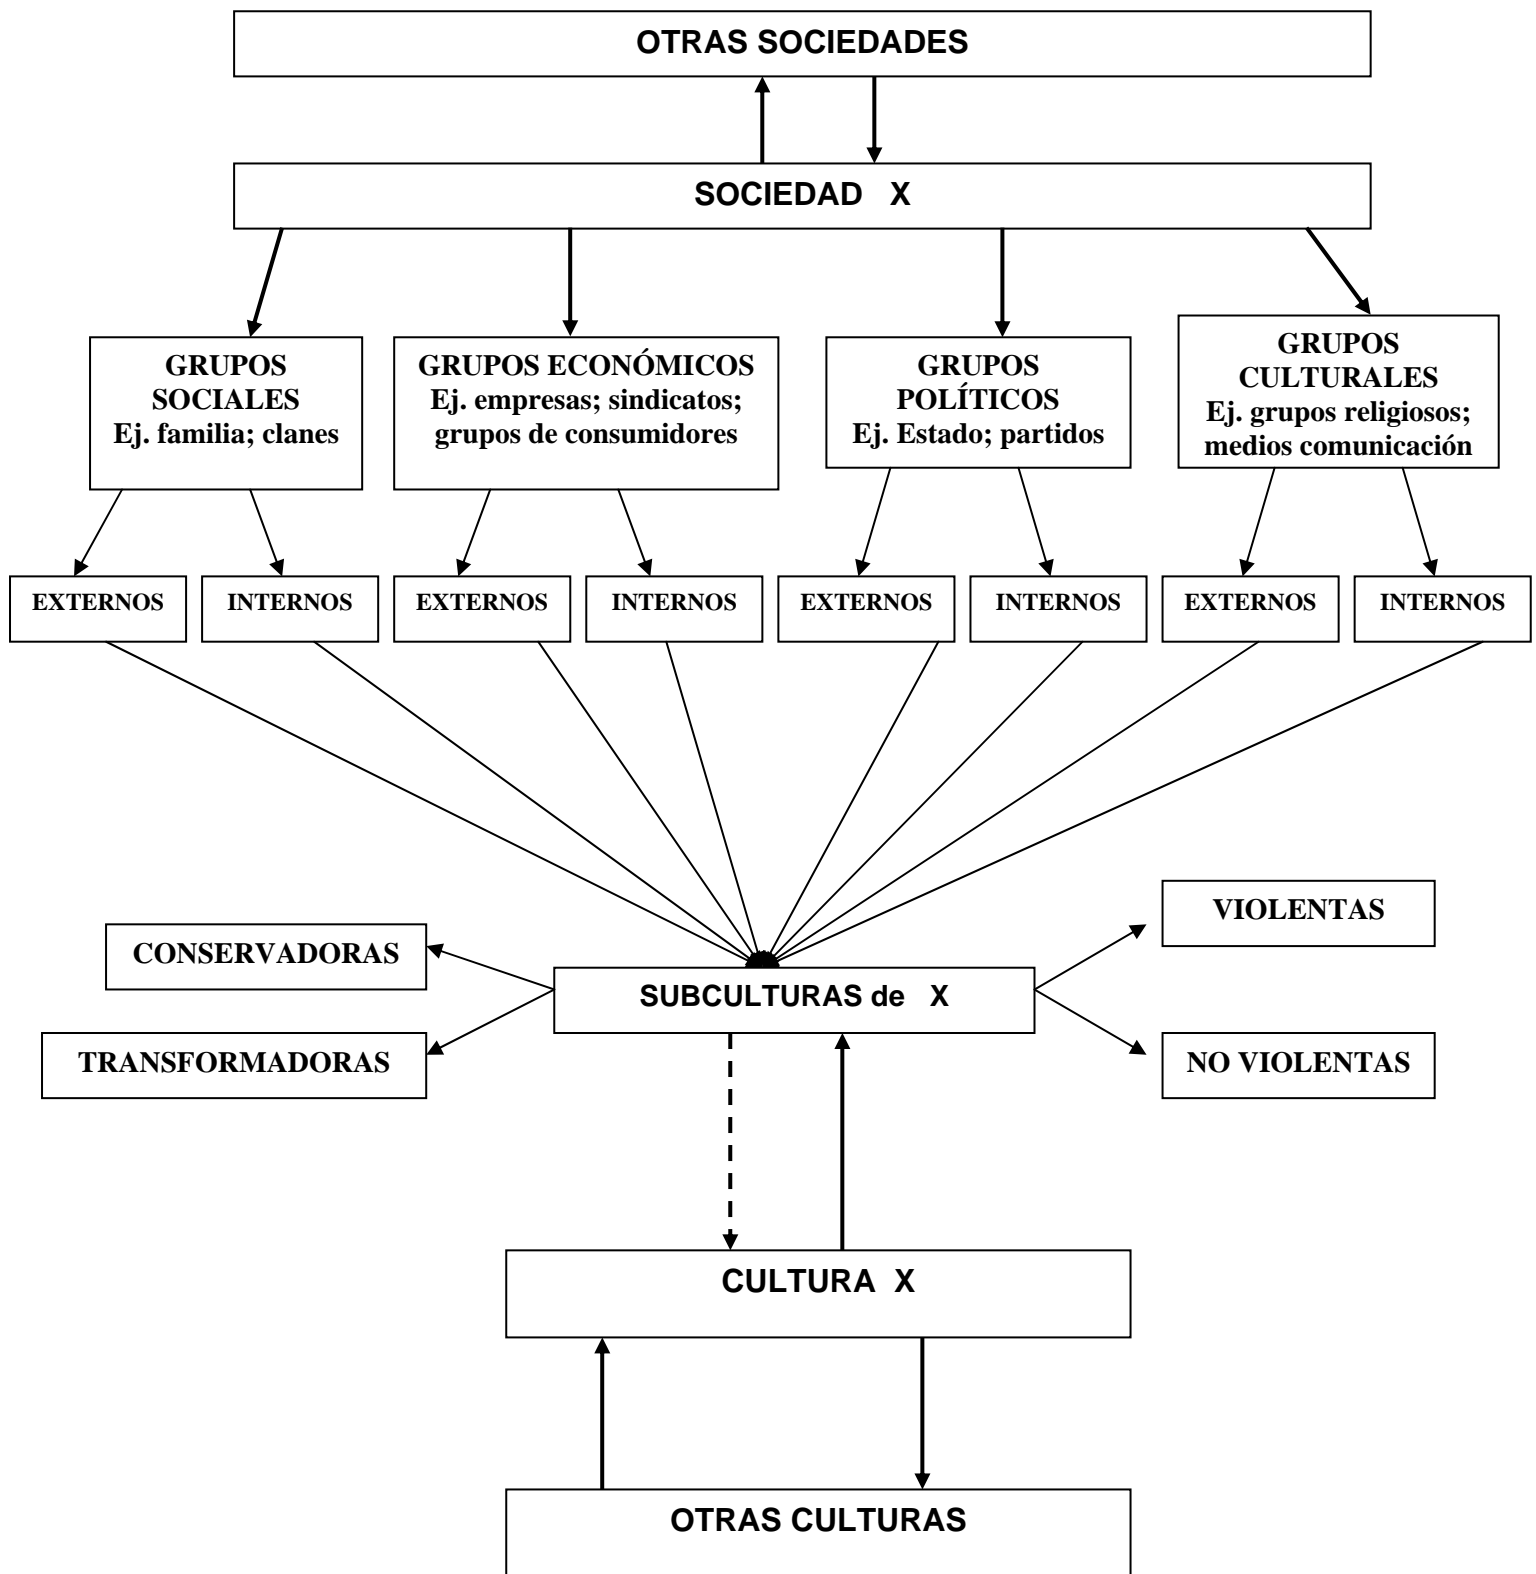 OTRAS SOCIEDADES
SOCIEDAD X
GRUPOS
SOCIALES
Ej. familia; clanes
GRUPOS ECONÓMICOS
Ej. empresas; sindicatos;
grupos de consumidores
GRUPOS
POLÍTICOS
Ej. Estado; partidos
GRUPOS
CULTURALES
Ej. grupos religiosos;
medios comunicación
EXTERNOS
INTERNOS
EXTERNOS
INTERNOS
EXTERNOS
INTERNOS
EXTERNOS
INTERNOS
CONSERVADORAS
TRANSFORMADORAS
SUBCULTURAS de X
VIOLENTAS
NO VIOLENTAS
CULTURA X
OTRAS CULTURAS